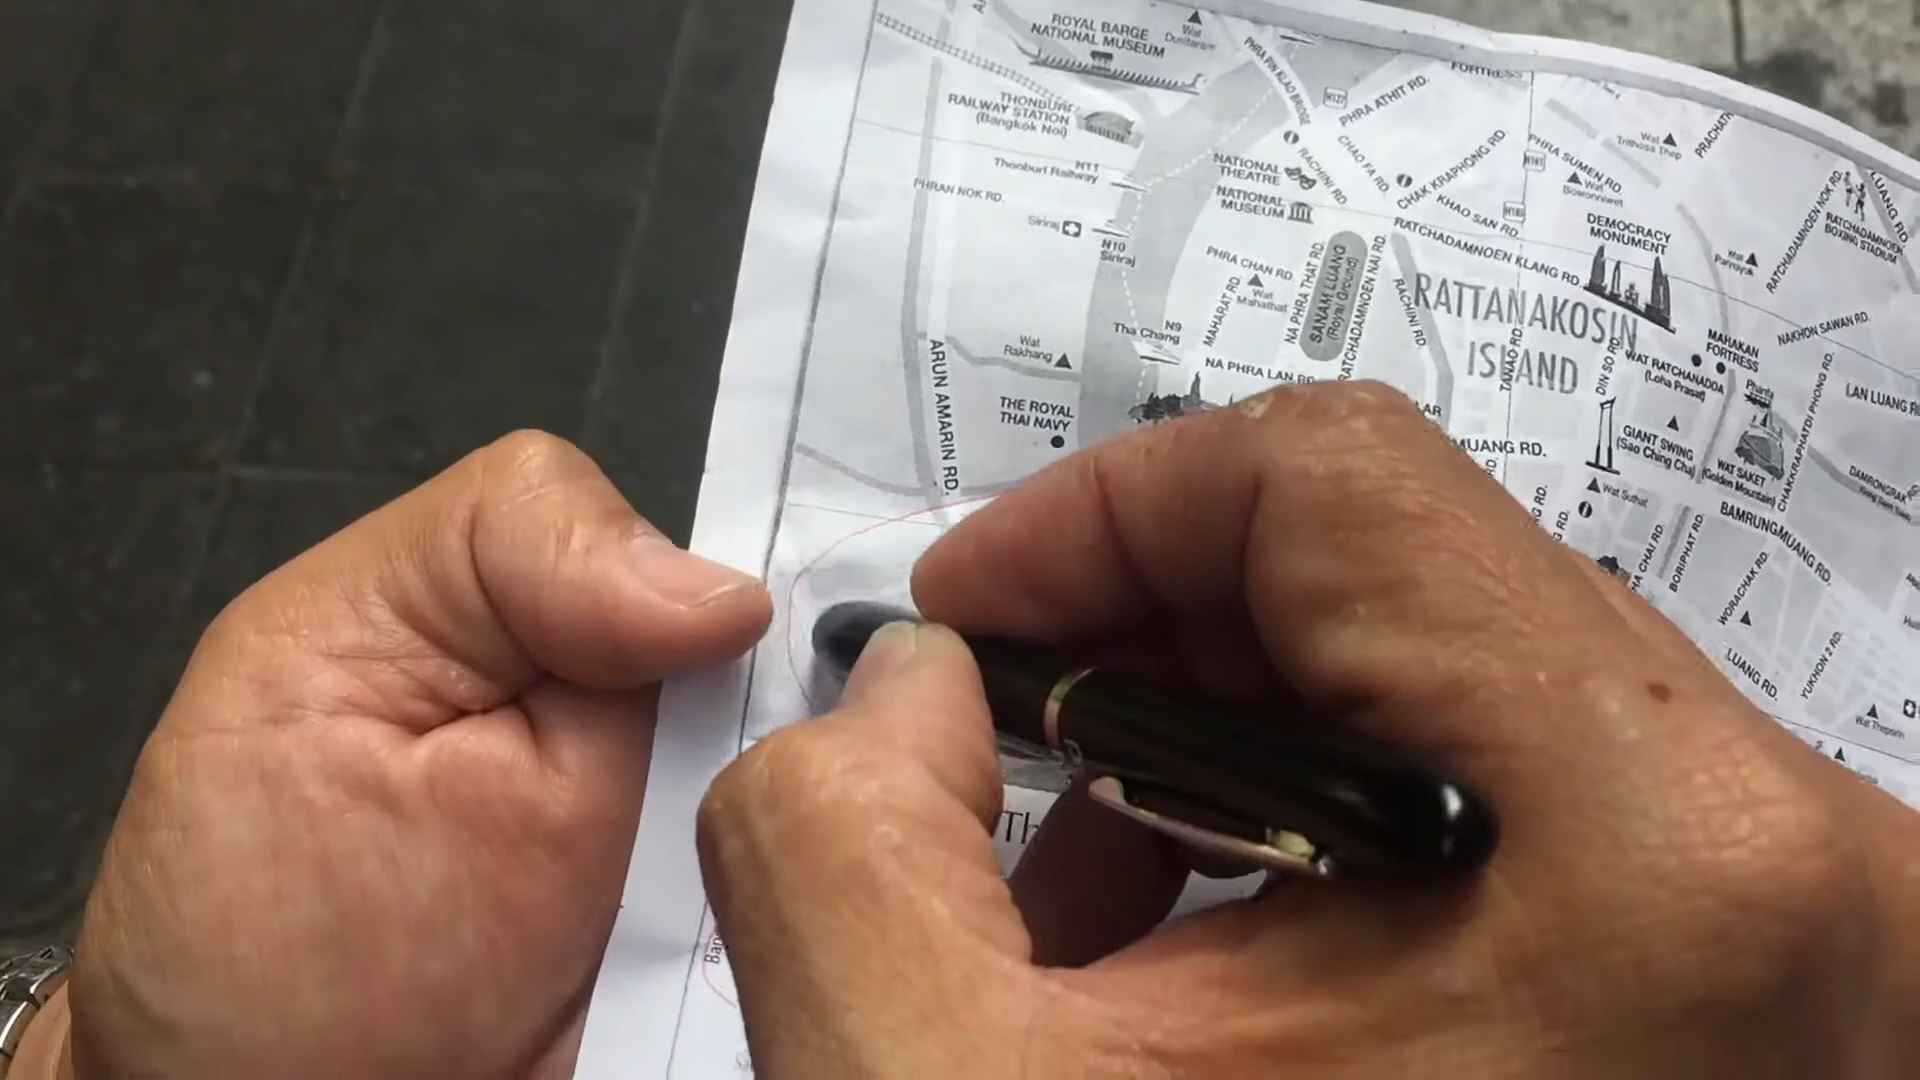 ROYAL BARGE
NATIONAL MUSEUM
Wat
Dusitaram
PHRA PIN KLAO BRIDGE
FORTRESS
PHRA ATHIT RD.
THONBURI
RAILWAY STATION
(Bangkok Noi)
N11
Thonburi Railway
PHRAN NOK RD.
Siriraj
N10
Siriraj
NATIONAL
THEATRE
NATIONAL
MUSEUM
RACHINI RD.
CHAO FA RD.
CHAK KRAPHONG RD.
PHRA SUMEN RD.
Wat
Bowonniwet
Wat
Trithosa Thep
KHAO SAN RD.
RATCHADAMNOEN KLANG RD.
DEMOCRACY
MONUMENT
RATCHADAMNOEN NOK RD.
LUANG RD.
RATCHADAMNOEN
BOXING STADIUM
PHRA CHAN RD.
Wat
Mahathat
MAHARAT RD.
NA PHRA THAT RD.
SANAM LUANG
(Royal Ground)
RATCHADAMNOEN NAI RD.
RACHINI RD.
RATTANAKOSIN
ISLAND
N9
Tha Chang
NA PHRA LAN RD.
Wat
Rakhang
ARUN AMARIN RD.
THE ROYAL
THAI NAVY
TANAO RD.
DIN SO RD.
WAT RATCHANADDA
(Loha Prasat)
MAHAKAN
FORTRESS
NAKHON SAWAN RD.
LAN LUANG RD
CHAKKRAPHATDI PHONG RD.
MUANG RD.
GIANT SWING
(Sao Ching Cha)
WAT SAKET
(Golden Mountain)
Wat Suthat
BAMRUNGMUANG RD.
BORIPHAT RD.
WORACHAK RD.
LUANG RD.
YUKHON 2 RD.
Wat Thepsirin
Th